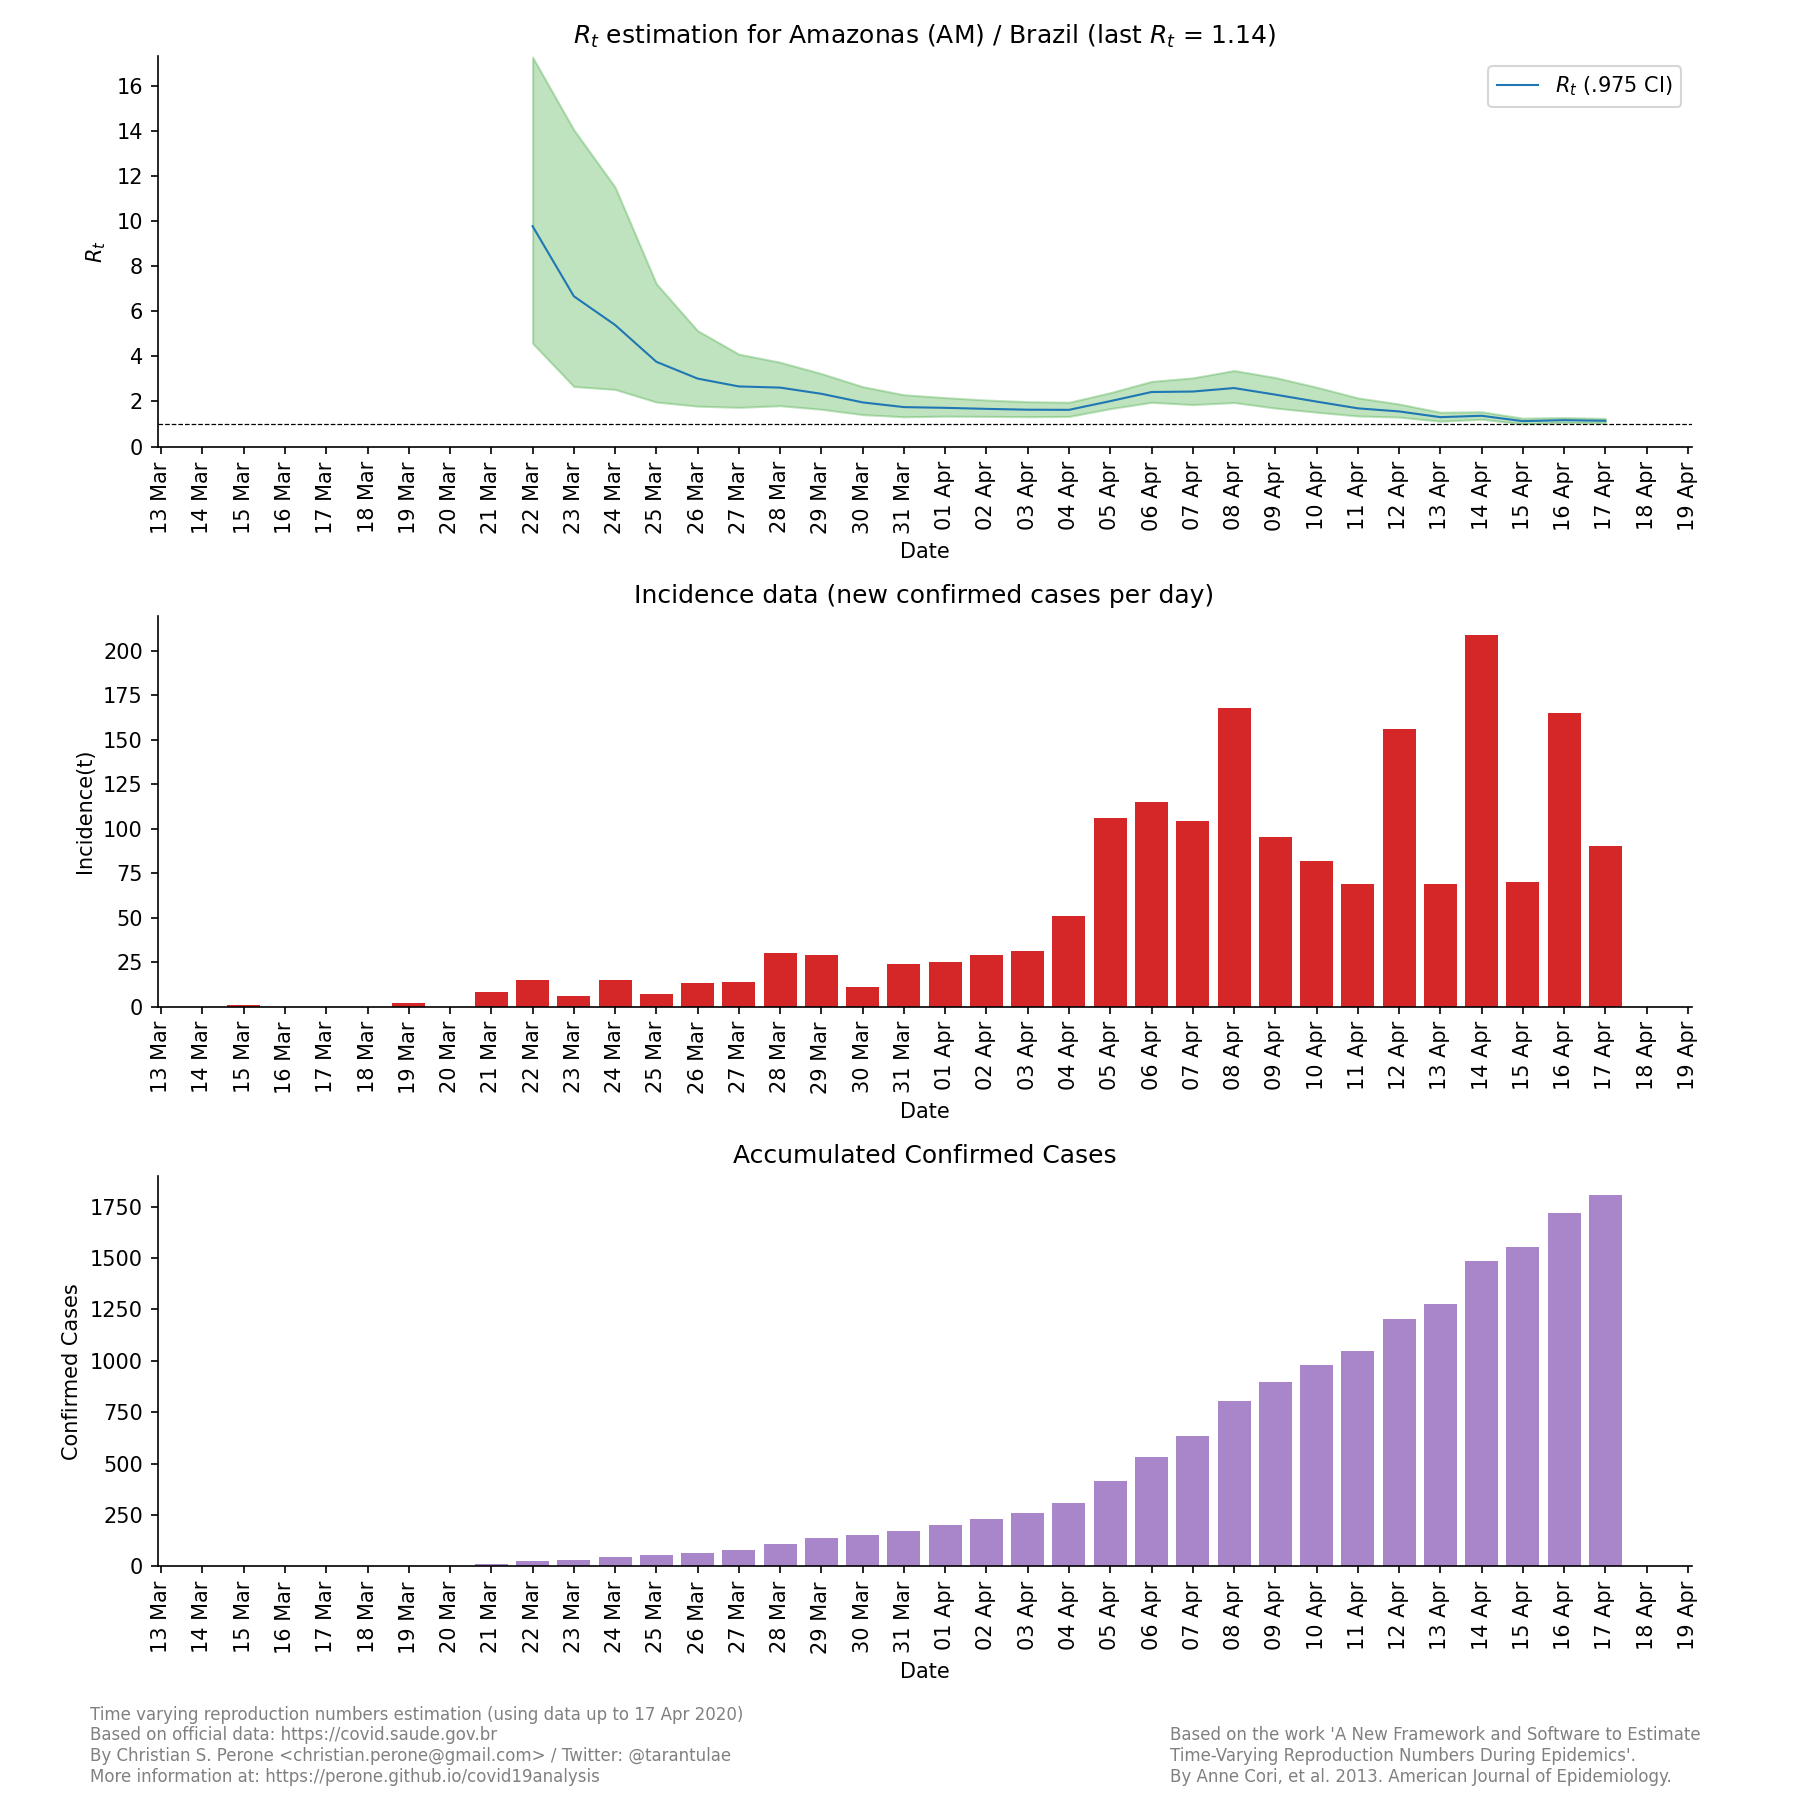 R_t estimation for Amazonas (AM) / Brazil (last R_t = 1.14)
R_t (.975 CI)
16
14
12
10
8
6
4
2
0
R_t
13 Mar 14 Mar 15 Mar 16 Mar 17 Mar 18 Mar 19 Mar 20 Mar 21 Mar 22 Mar 23 Mar 24 Mar 25 Mar 26 Mar 27 Mar 28 Mar 29 Mar 30 Mar 31 Mar 01 Apr 02 Apr 03 Apr 04 Apr 05 Apr 06 Apr 07 Apr 08 Apr 09 Apr 10 Apr 11 Apr 12 Apr 13 Apr 14 Apr 15 Apr 16 Apr 17 Apr 18 Apr 19 Apr
Date
Incidence data (new confirmed cases per day)
200
175
150
125
100
75
50
25
0
Incidence(t)
13 Mar 14 Mar 15 Mar 16 Mar 17 Mar 18 Mar 19 Mar 20 Mar 21 Mar 22 Mar 23 Mar 24 Mar 25 Mar 26 Mar 27 Mar 28 Mar 29 Mar 30 Mar 31 Mar 01 Apr 02 Apr 03 Apr 04 Apr 05 Apr 06 Apr 07 Apr 08 Apr 09 Apr 10 Apr 11 Apr 12 Apr 13 Apr 14 Apr 15 Apr 16 Apr 17 Apr 18 Apr 19 Apr
Date
Accumulated Confirmed Cases
1750
1500
1250
1000
750
500
250
0
Confirmed Cases
13 Mar 14 Mar 15 Mar 16 Mar 17 Mar 18 Mar 19 Mar 20 Mar 21 Mar 22 Mar 23 Mar 24 Mar 25 Mar 26 Mar 27 Mar 28 Mar 29 Mar 30 Mar 31 Mar 01 Apr 02 Apr 03 Apr 04 Apr 05 Apr 06 Apr 07 Apr 08 Apr 09 Apr 10 Apr 11 Apr 12 Apr 13 Apr 14 Apr 15 Apr 16 Apr 17 Apr 18 Apr 19 Apr
Date
Time varying reproduction numbers estimation (using data up to 17 Apr 2020)
Based on official data: https://covid.saude.gov.br
By Christian S. Perone <christian.perone@gmail.com> / Twitter: @tarantulae
More information at: https://perone.github.io/covid19analysis
Based on the work 'A New Framework and Software to Estimate
Time-Varying Reproduction Numbers During Epidemics'.
By Anne Cori, et al. 2013. American Journal of Epidemiology.